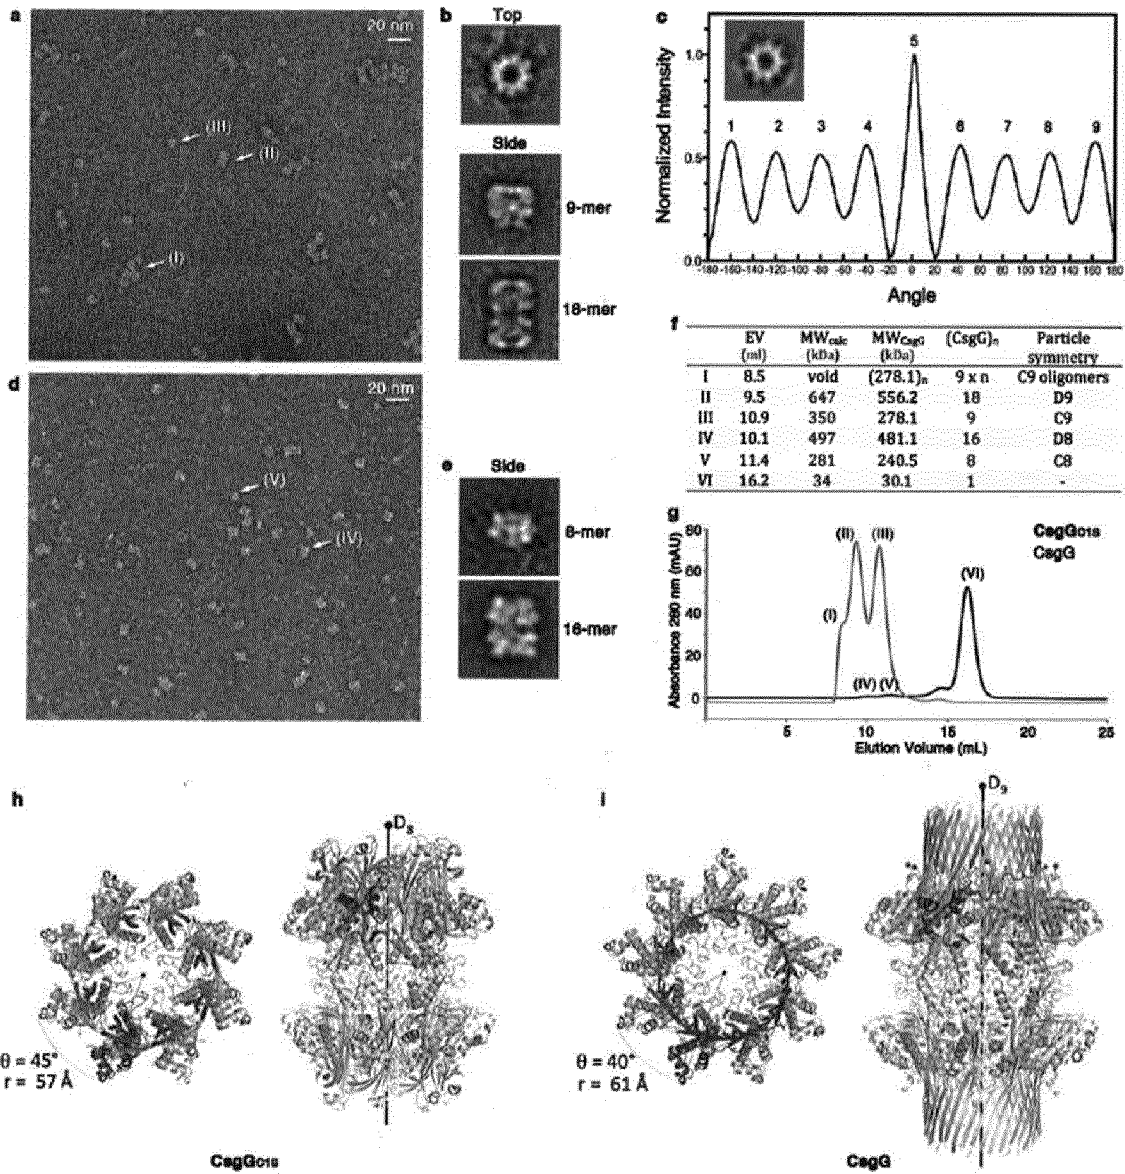 a
20 nm
(III)
(II)
(I)
b
Top
Side
9-mer
18-mer
c
Normalized Intensity
1.0
0.5
0.0
1 2 3 4 5 6 7 8 9
-180 -160 -140 -120 -100 -80 -60 -40 -20 0 20 40 60 80 100 120 140 160 180
Angle
d
20 nm
(V)
(IV)
e
Side
8-mer
16-mer
f
EV (ml) MWcalc (kDa) MWCsgG (kDa) (CsgG)n Particle symmetry
I 8.5 void (278.1)n 9 x n C9 oligomers
II 9.5 647 556.2 18 D9
III 10.9 350 278.1 9 C9
IV 10.1 497 481.1 16 D8
V 11.4 281 240.5 8 C8
VI 16.2 34 30.1 1 -
g
Absorbance 280 nm (mAU)
80
60
40
20
0
(I)
(II)
(III)
(IV) (V)
(VI)
CsgGC1S
CsgG
5 10 15 20 25
Elution Volume (mL)
h
D8
θ = 45°
r = 57 Å
CsgGC1S
i
D9
θ = 40°
r = 61 Å
CsgG